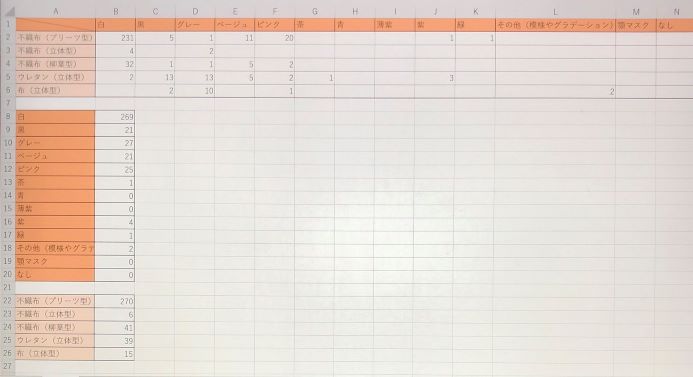 A B C D E F G H I J K L M N
1 白 黒 グレー ベージュ ピンク 茶 青 薄紫 紫 緑 その他（模様やグラデーション） 顎マスク なし
2 不織布（プリーツ型） 231 5 1 11 20 1 1
3 不織布（立体型） 4 2
4 不織布（柳葉型） 32 1 1 5 2
5 ウレタン（立体型） 2 13 13 5 2 1 3
6 布（立体型） 2 10 1 2
7
8 白 269
9 黒 21
10 グレー 27
11 ベージュ 21
12 ピンク 25
13 茶 1
14 青 0
15 薄紫 0
16 紫 4
17 緑 1
18 その他（模様やグラデ 2
19 顎マスク 0
20 なし 0
21
22 不織布（プリーツ型） 270
23 不織布（立体型） 6
24 不織布（柳葉型） 41
25 ウレタン（立体型） 39
26 布（立体型） 15
27